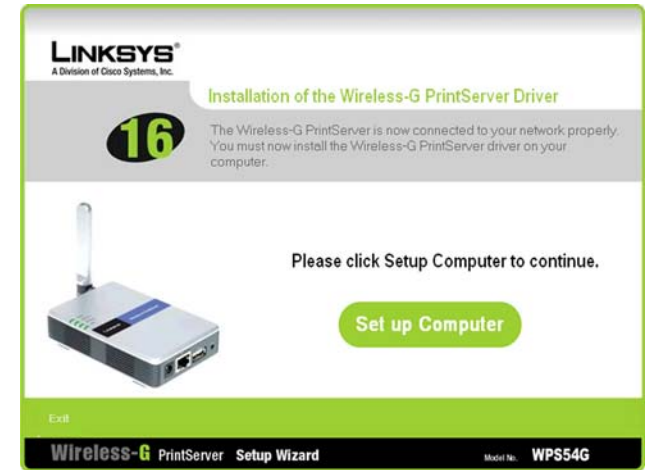 LINKSYS®
A Division of Cisco Systems, Inc.
Installation of the Wireless-G PrintServer Driver
16
The Wireless-G PrintServer is now connected to your network properly.
You must now install the Wireless-G PrintServer driver on your
computer.
Please click Setup Computer to continue.
Set up Computer
Exit
Wireless-G PrintServer Setup Wizard Model No. WPS54G